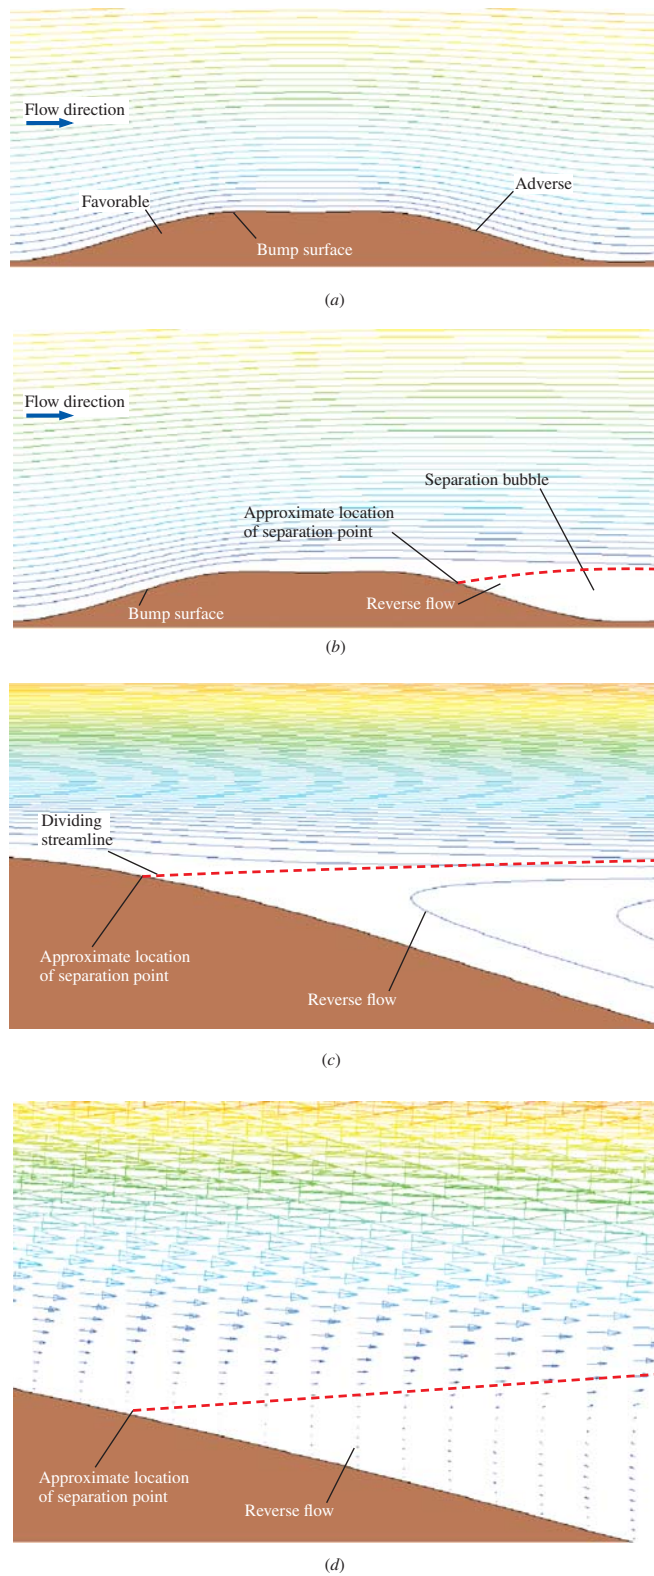 Flow direction
Favorable
Adverse
Bump surface
(a)
Flow direction
Separation bubble
Approximate location
of separation point
Reverse flow
Bump surface
(b)
Dividing
streamline
Approximate location
of separation point
Reverse flow
(c)
Approximate location
of separation point
Reverse flow
(d)